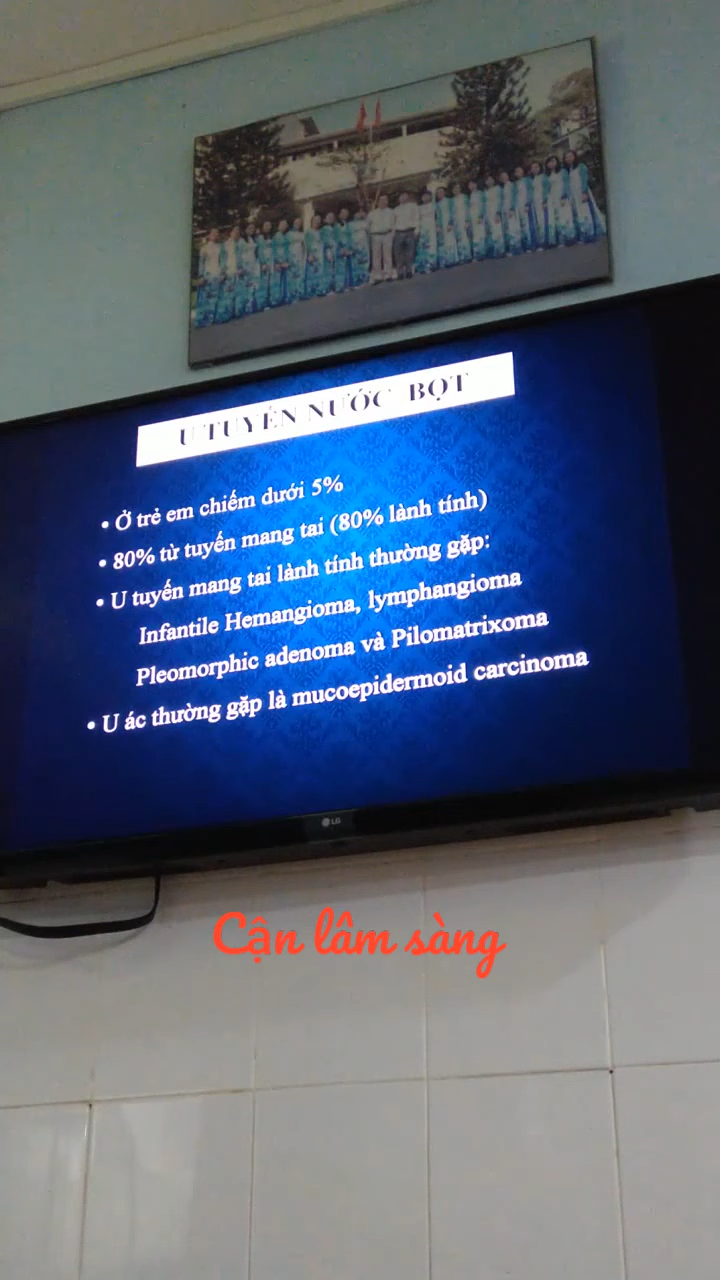 U TUYẾN NƯỚC BỌT
• Ở trẻ em chiếm dưới 5%
• 80% từ tuyến mang tai (80% lành tính)
• U tuyến mang tai lành tính thường gặp:
Infantile Hemangioma, lymphangioma
Pleomorphic adenoma và Pilomatrixoma
• U ác thường gặp là mucoepidermoid carcinoma
LG
Cận lâm sàng